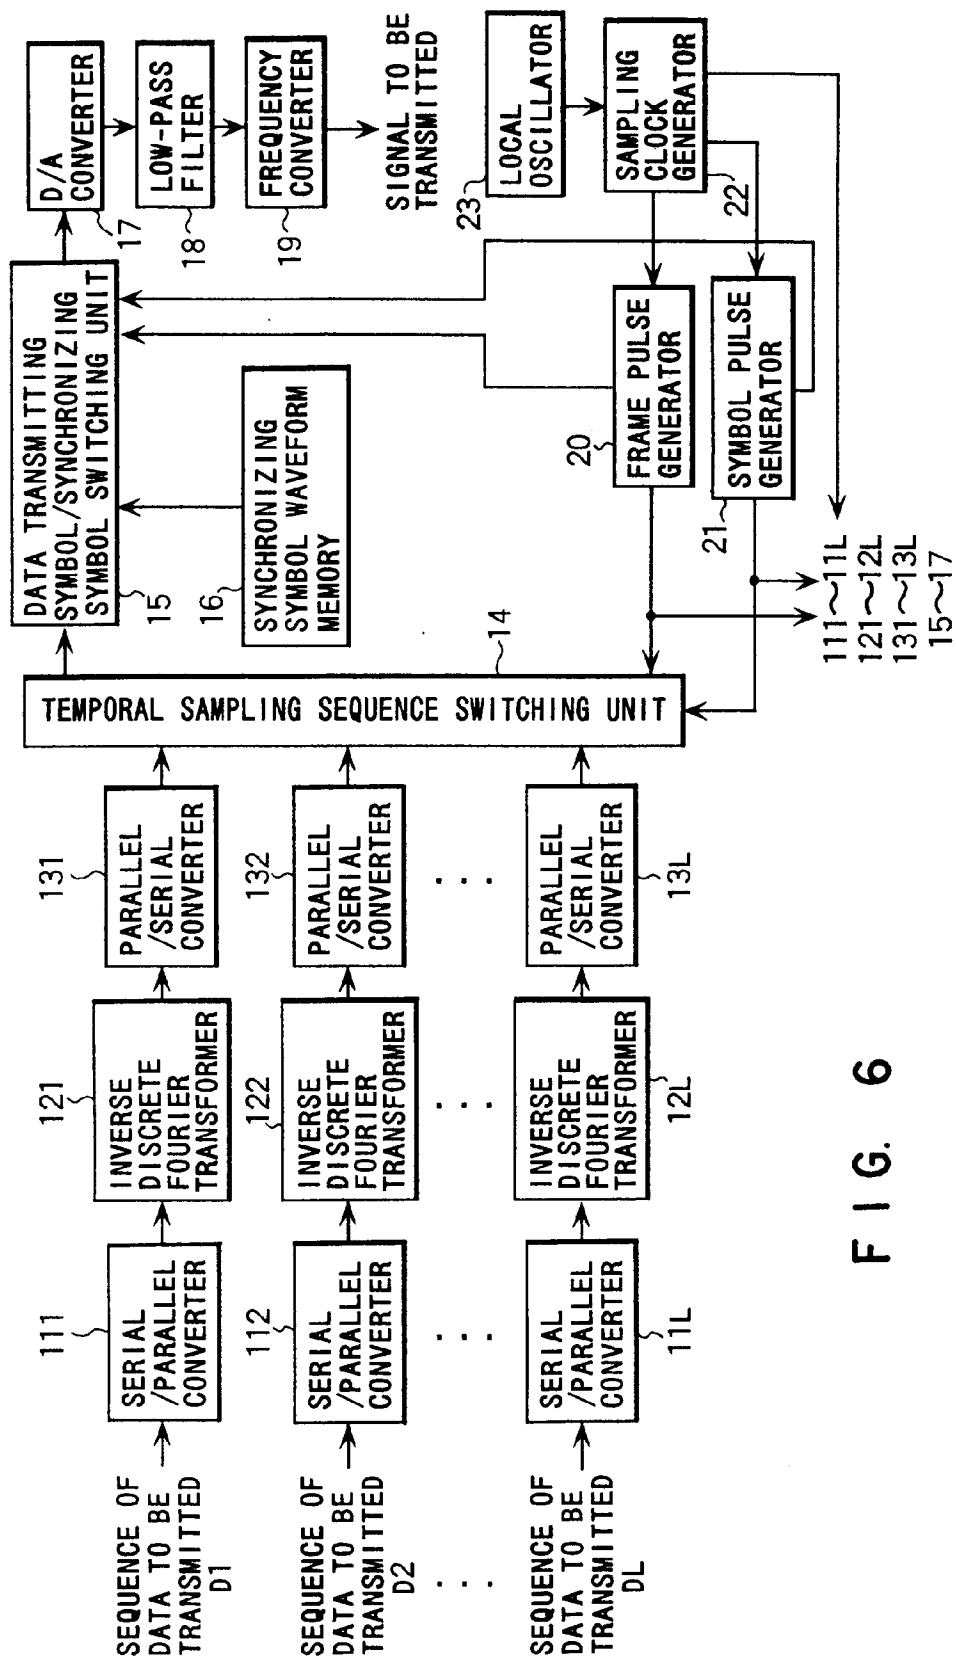 SEQUENCE OF
DATA TO BE
TRANSMITTED
D1
111
SERIAL
/PARALLEL
CONVERTER
121
INVERSE
DISCRETE
FOURIER
TRANSFORMER
131
PARALLEL
/SERIAL
CONVERTER
SEQUENCE OF
DATA TO BE
TRANSMITTED
D2
112
SERIAL
/PARALLEL
CONVERTER
122
INVERSE
DISCRETE
FOURIER
TRANSFORMER
132
PARALLEL
/SERIAL
CONVERTER
. . .
. . .
. . .
. . .
SEQUENCE OF
DATA TO BE
TRANSMITTED
DL
SERIAL
/PARALLEL
CONVERTER
11L
INVERSE
DISCRETE
FOURIER
TRANSFORMER
12L
PARALLEL
/SERIAL
CONVERTER
13L
TEMPORAL SAMPLING SEQUENCE SWITCHING UNIT
14
DATA TRANSMITTING
SYMBOL/SYNCHRONIZING
SYMBOL SWITCHING UNIT
15
16
SYNCHRONIZING
SYMBOL WAVEFORM
MEMORY
D/A
CONVERTER
17
LOW-PASS
FILTER
18
FREQUENCY
CONVERTER
19
SIGNAL TO BE
TRANSMITTED
23
LOCAL
OSCILLATOR
SAMPLING
CLOCK
GENERATOR
22
20
FRAME PULSE
GENERATOR
21
SYMBOL PULSE
GENERATOR
111~11L
121~12L
131~13L
15~17
FIG. 6